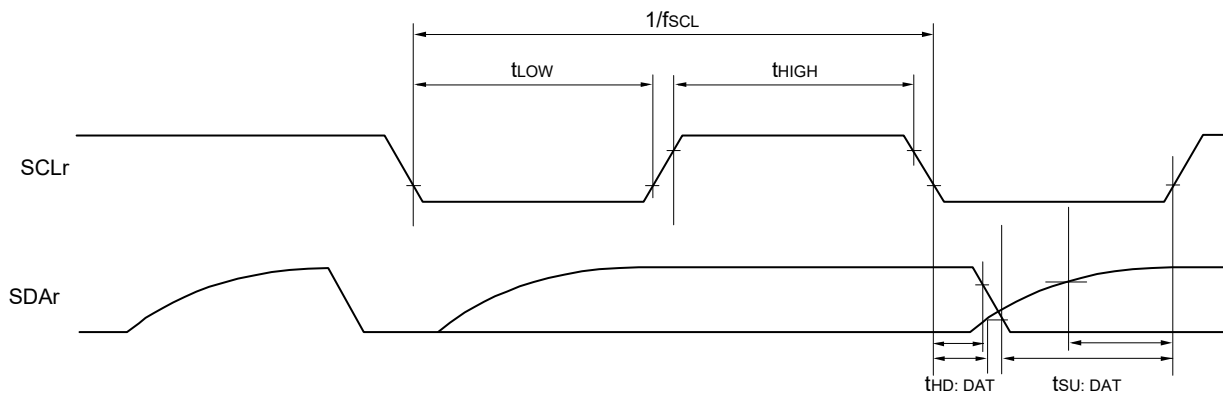 1/fSCL
tLOW
tHIGH
SCLr
SDAr
tHD: DAT
tSU: DAT